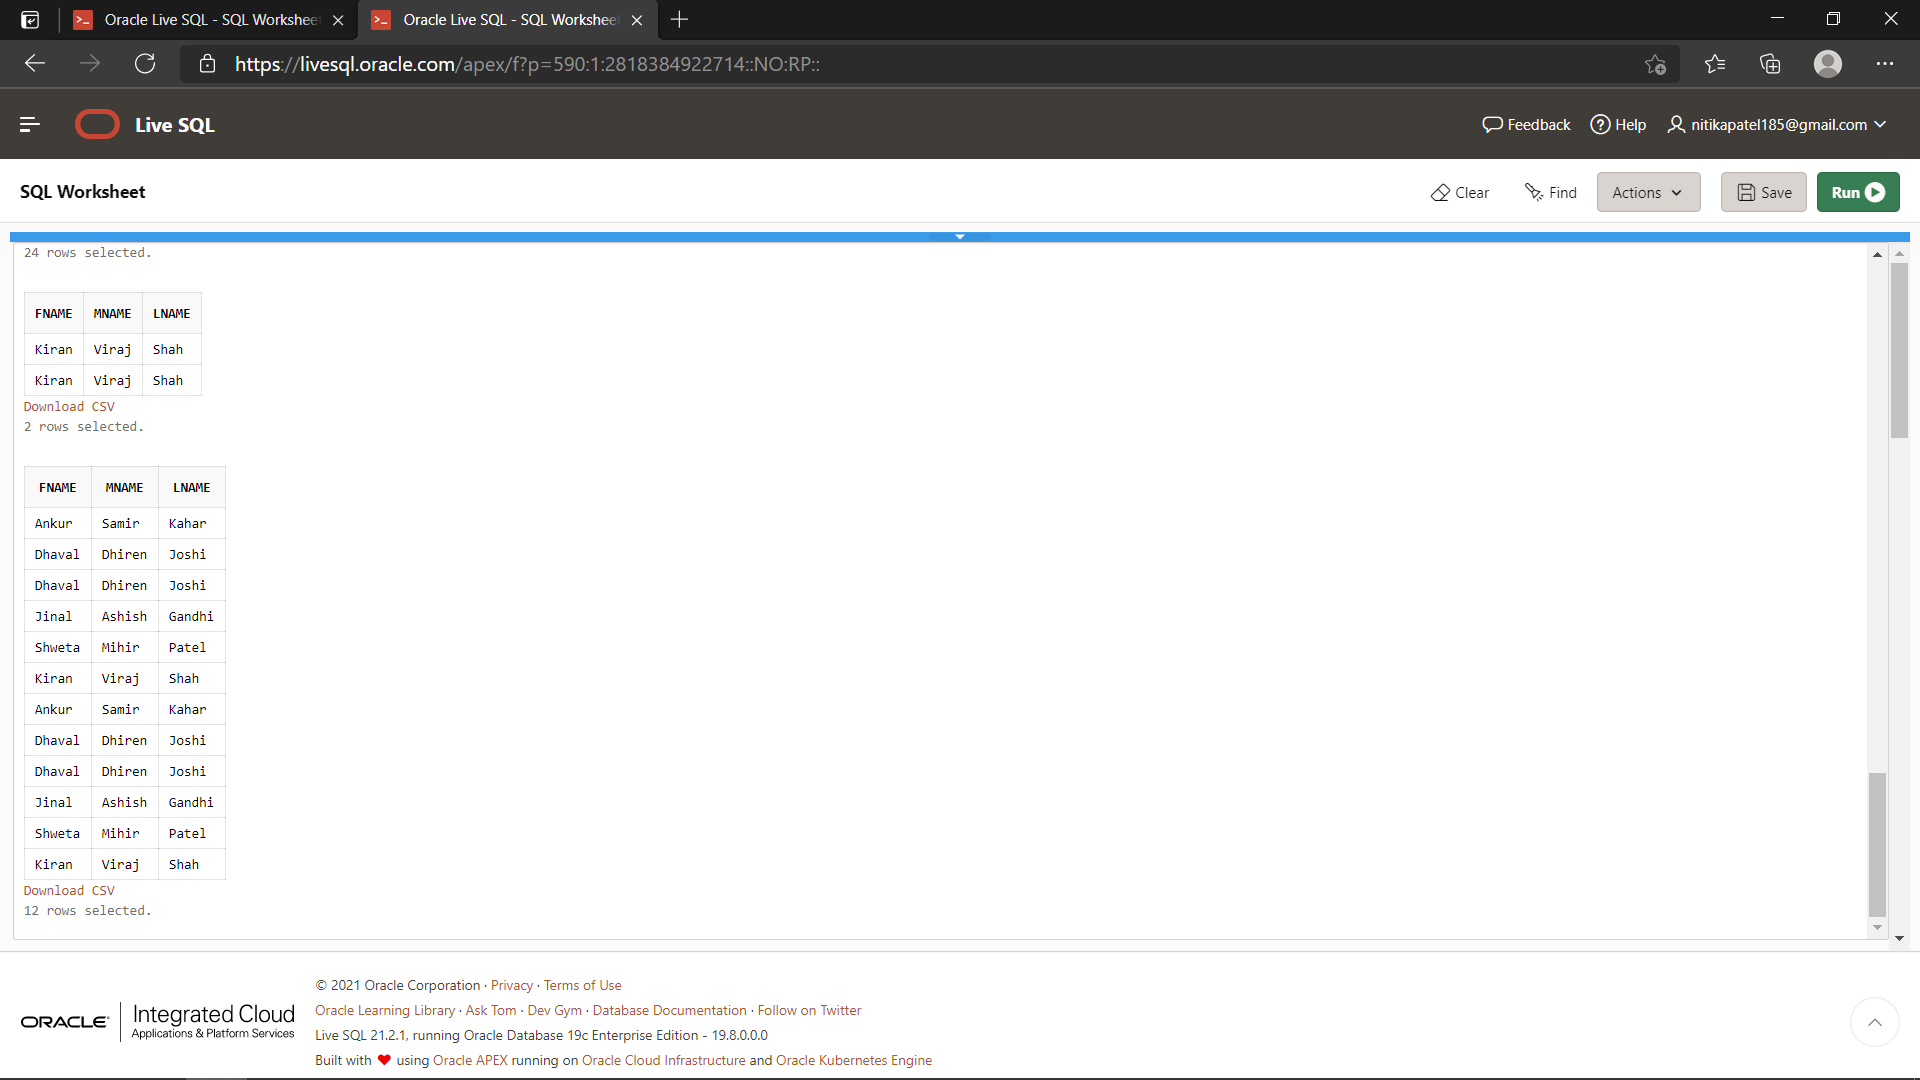 Oracle Live SQL - SQL Workshee
Oracle Live SQL - SQL Workshee
https://livesql.oracle.com/apex/f?p=590:1:2818384922714::NO:RP::
Live SQL
Feedback
Help
nitikapatel185@gmail.com
SQL Worksheet
Clear
Find
Actions
Save
Run
24 rows selected.
FNAME MNAME LNAME
Kiran Viraj Shah
Kiran Viraj Shah
Download CSV
2 rows selected.
FNAME MNAME LNAME
Ankur Samir Kahar
Dhaval Dhiren Joshi
Dhaval Dhiren Joshi
Jinal Ashish Gandhi
Shweta Mihir Patel
Kiran Viraj Shah
Ankur Samir Kahar
Dhaval Dhiren Joshi
Dhaval Dhiren Joshi
Jinal Ashish Gandhi
Shweta Mihir Patel
Kiran Viraj Shah
Download CSV
12 rows selected.
ORACLE
Integrated Cloud
Applications & Platform Services
© 2021 Oracle Corporation · Privacy · Terms of Use
Oracle Learning Library · Ask Tom · Dev Gym · Database Documentation · Follow on Twitter
Live SQL 21.2.1, running Oracle Database 19c Enterprise Edition - 19.8.0.0.0
Built with ♥ using Oracle APEX running on Oracle Cloud Infrastructure and Oracle Kubernetes Engine